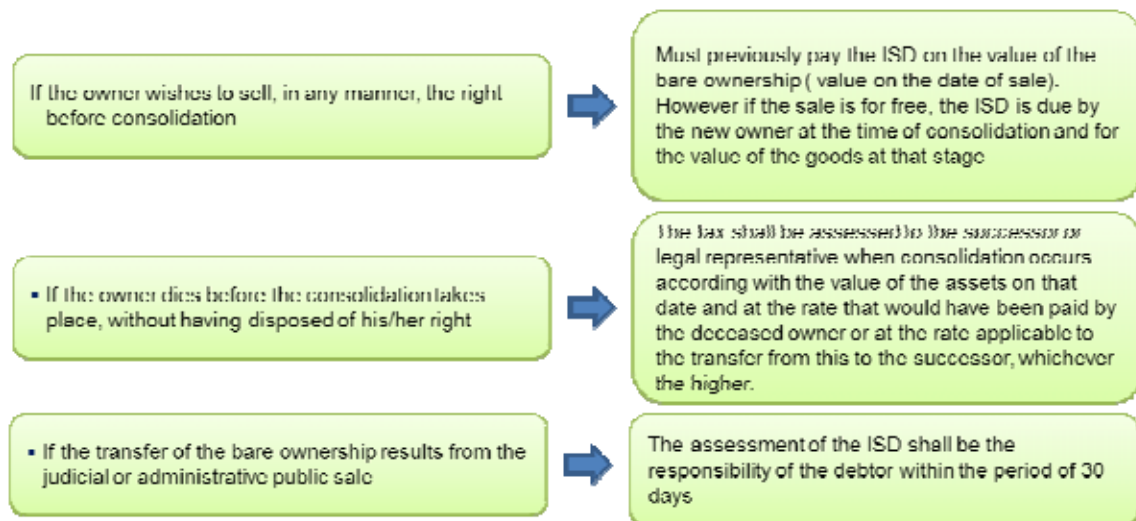 If the owner wishes to sell, in any manner, the right
before consolidation
Must previously pay the ISD on the value of the
bare ownership ( value on the date of sale).
However if the sale is for free, the ISD is due by
the new owner at the time of consolidation and for
the value of the goods at that stage
▪ If the owner dies before the consolidation takes
place, without having disposed of his/her right
The tax shall be assessed to the successor or
legal representative when consolidation occurs
according with the value of the assets on that
date and at the rate that would have been paid by
the deceased owner or at the rate applicable to
the transfer from this to the successor, whichever
the higher.
▪ If the transfer of the bare ownership results from the
judicial or administrative public sale
The assessment of the ISD shall be the
responsibility of the debtor within the period of 30
days